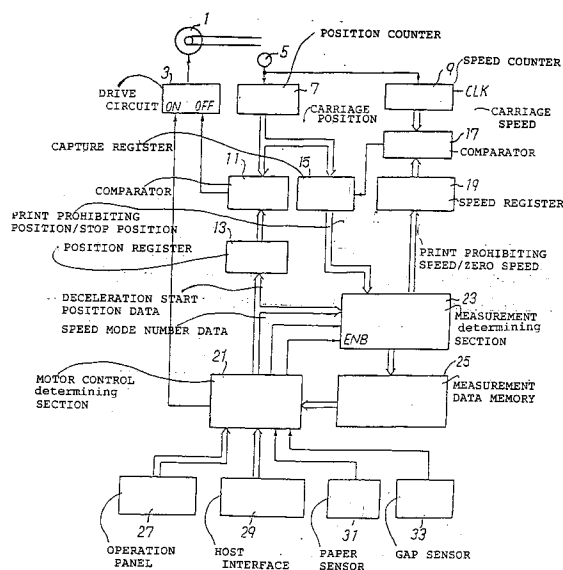 1
5
POSITION COUNTER
3
DRIVE
CIRCUIT
ON OFF
7
9
SPEED COUNTER
CLK
CARRIAGE
POSITION
CARRIAGE
SPEED
CAPTURE REGISTER
11
15
17
COMPARATOR
COMPARATOR
19
SPEED REGISTER
PRINT PROHIBITING
POSITION/STOP POSITION
POSITION REGISTER
13
PRINT PROHIBITING
SPEED/ZERO SPEED
DECELERATION START
POSITION DATA
SPEED MODE NUMBER DATA
23
MEASUREMENT
determining
SECTION
ENB
21
MOTOR CONTROL
determining
SECTION
25
MEASUREMENT
DATA MEMORY
27
29
31
33
OPERATION
PANEL
HOST
INTERFACE
PAPER
SENSOR
GAP SENSOR